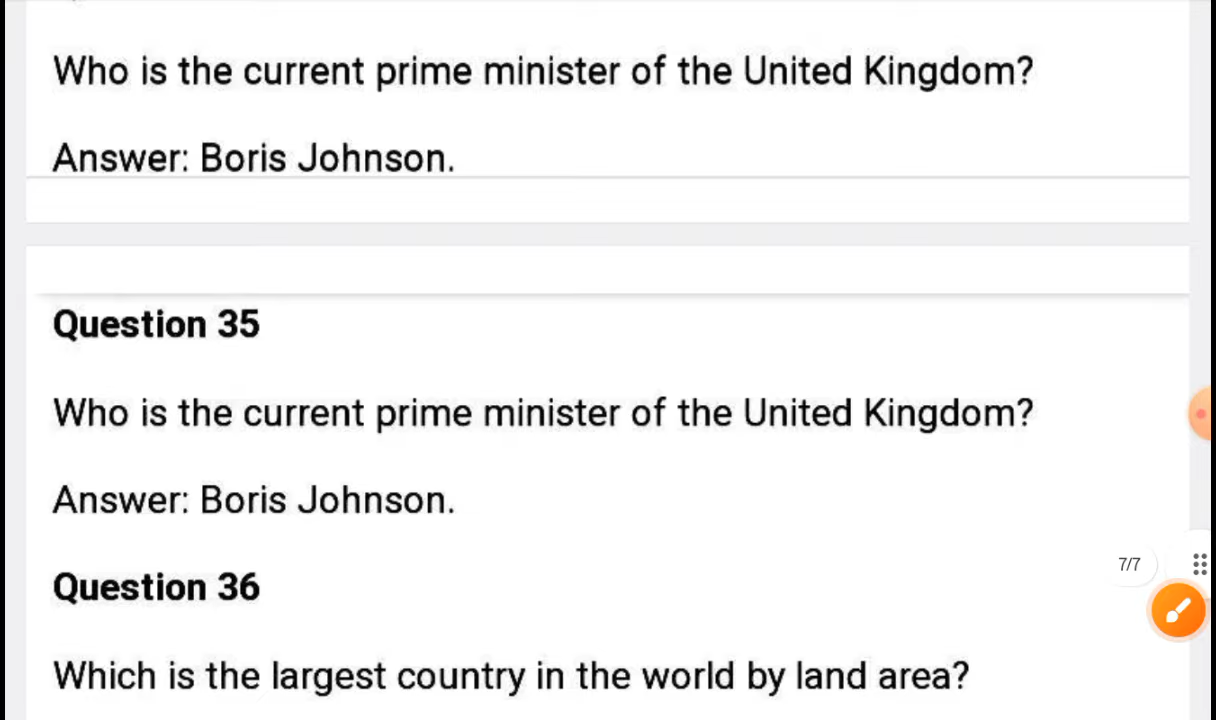 Who is the current prime minister of the United Kingdom?
Answer: Boris Johnson.
Question 35
Who is the current prime minister of the United Kingdom?
Answer: Boris Johnson.
7/7
Question 36
Which is the largest country in the world by land area?